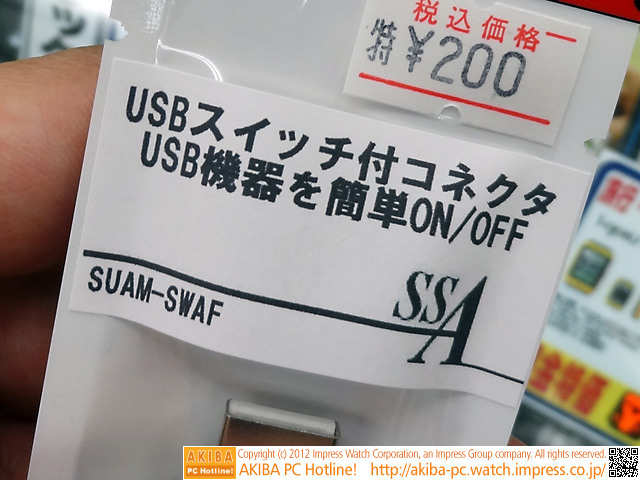 税込価格
特 ¥200
USBスイッチ付コネクタ
USB機器を簡単ON/OFF
SSA
SUAM-SWAF
AKIBA
PC Hotline!
Copyright (c) 2012 Impress Watch Corporation, an Impress Group company. All rights reserved.
AKIBA PC Hotline! http://akiba-pc.watch.impress.co.jp/